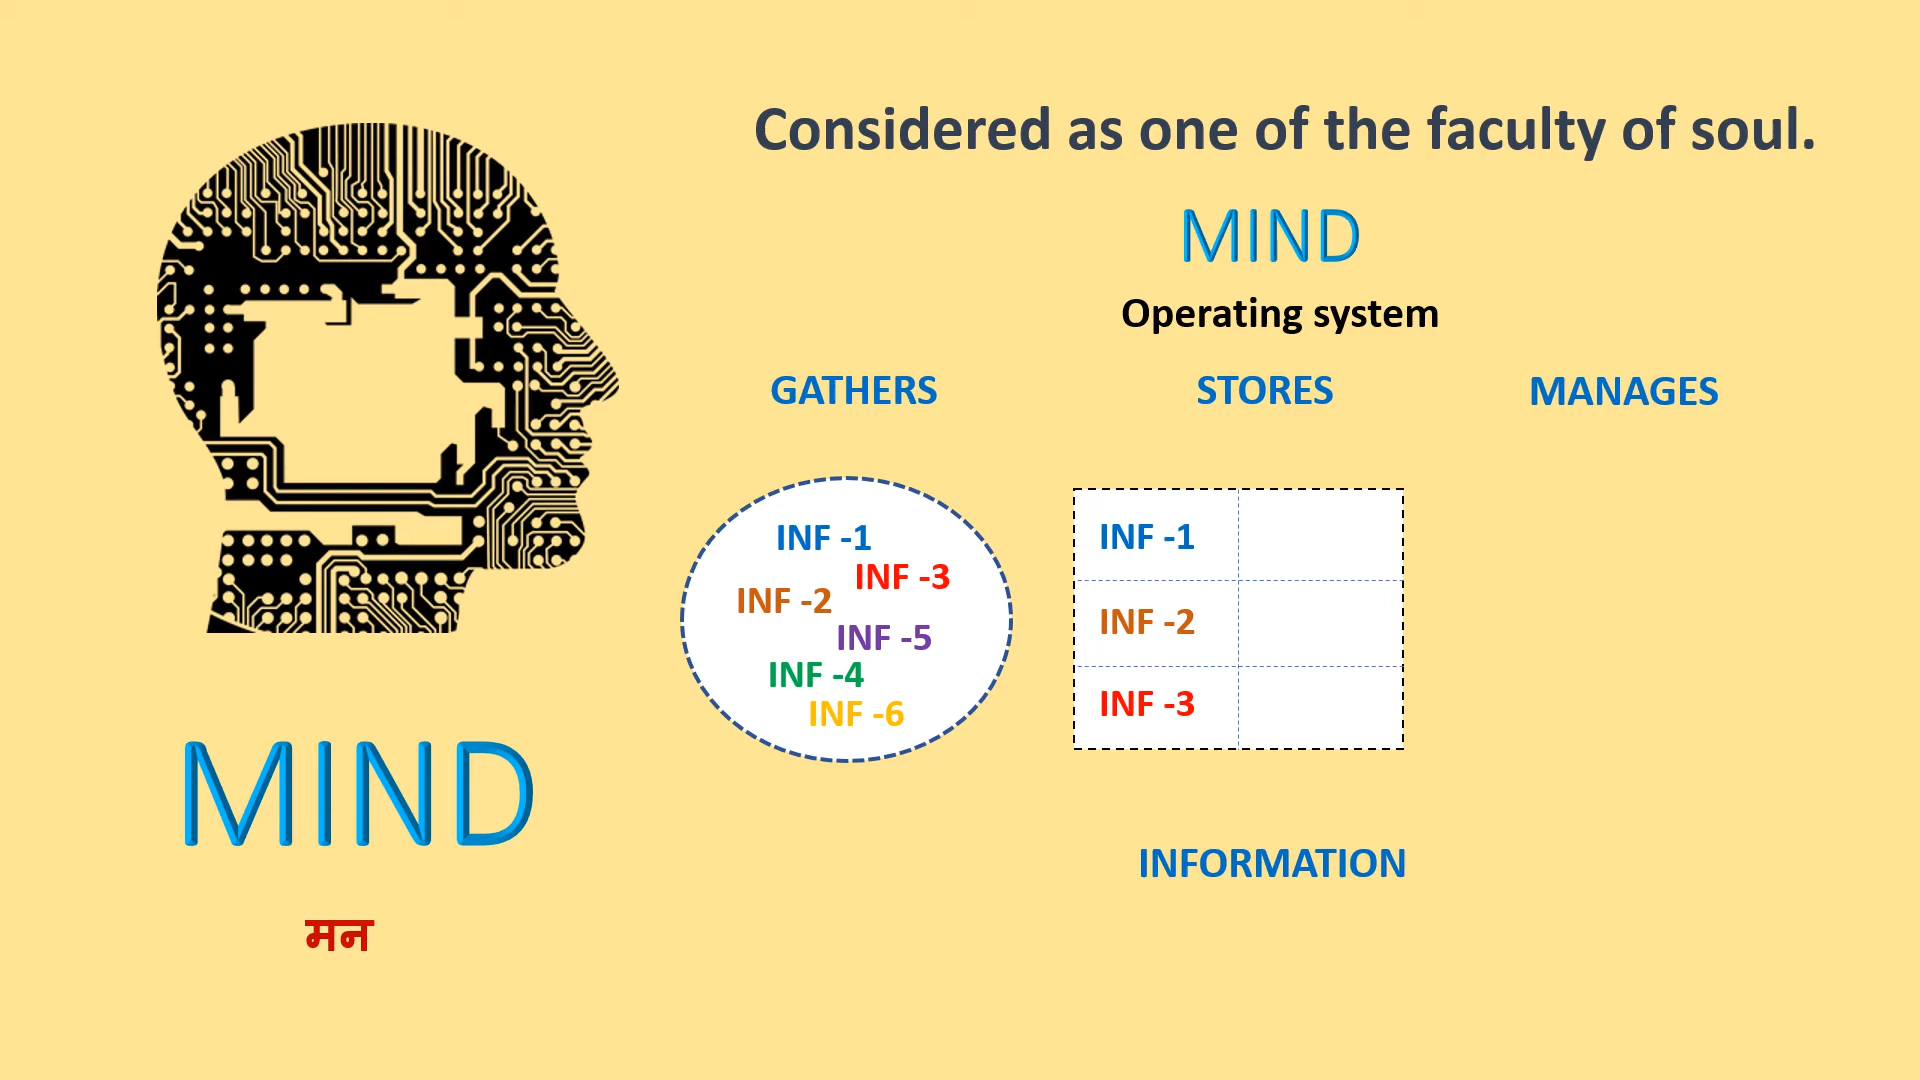 Considered as one of the faculty of soul.
MIND
Operating system
GATHERS
STORES
MANAGES
INF -1
INF -3
INF -2
INF -5
INF -4
INF -6
INF -1
INF -2
INF -3
INFORMATION
MIND
मन